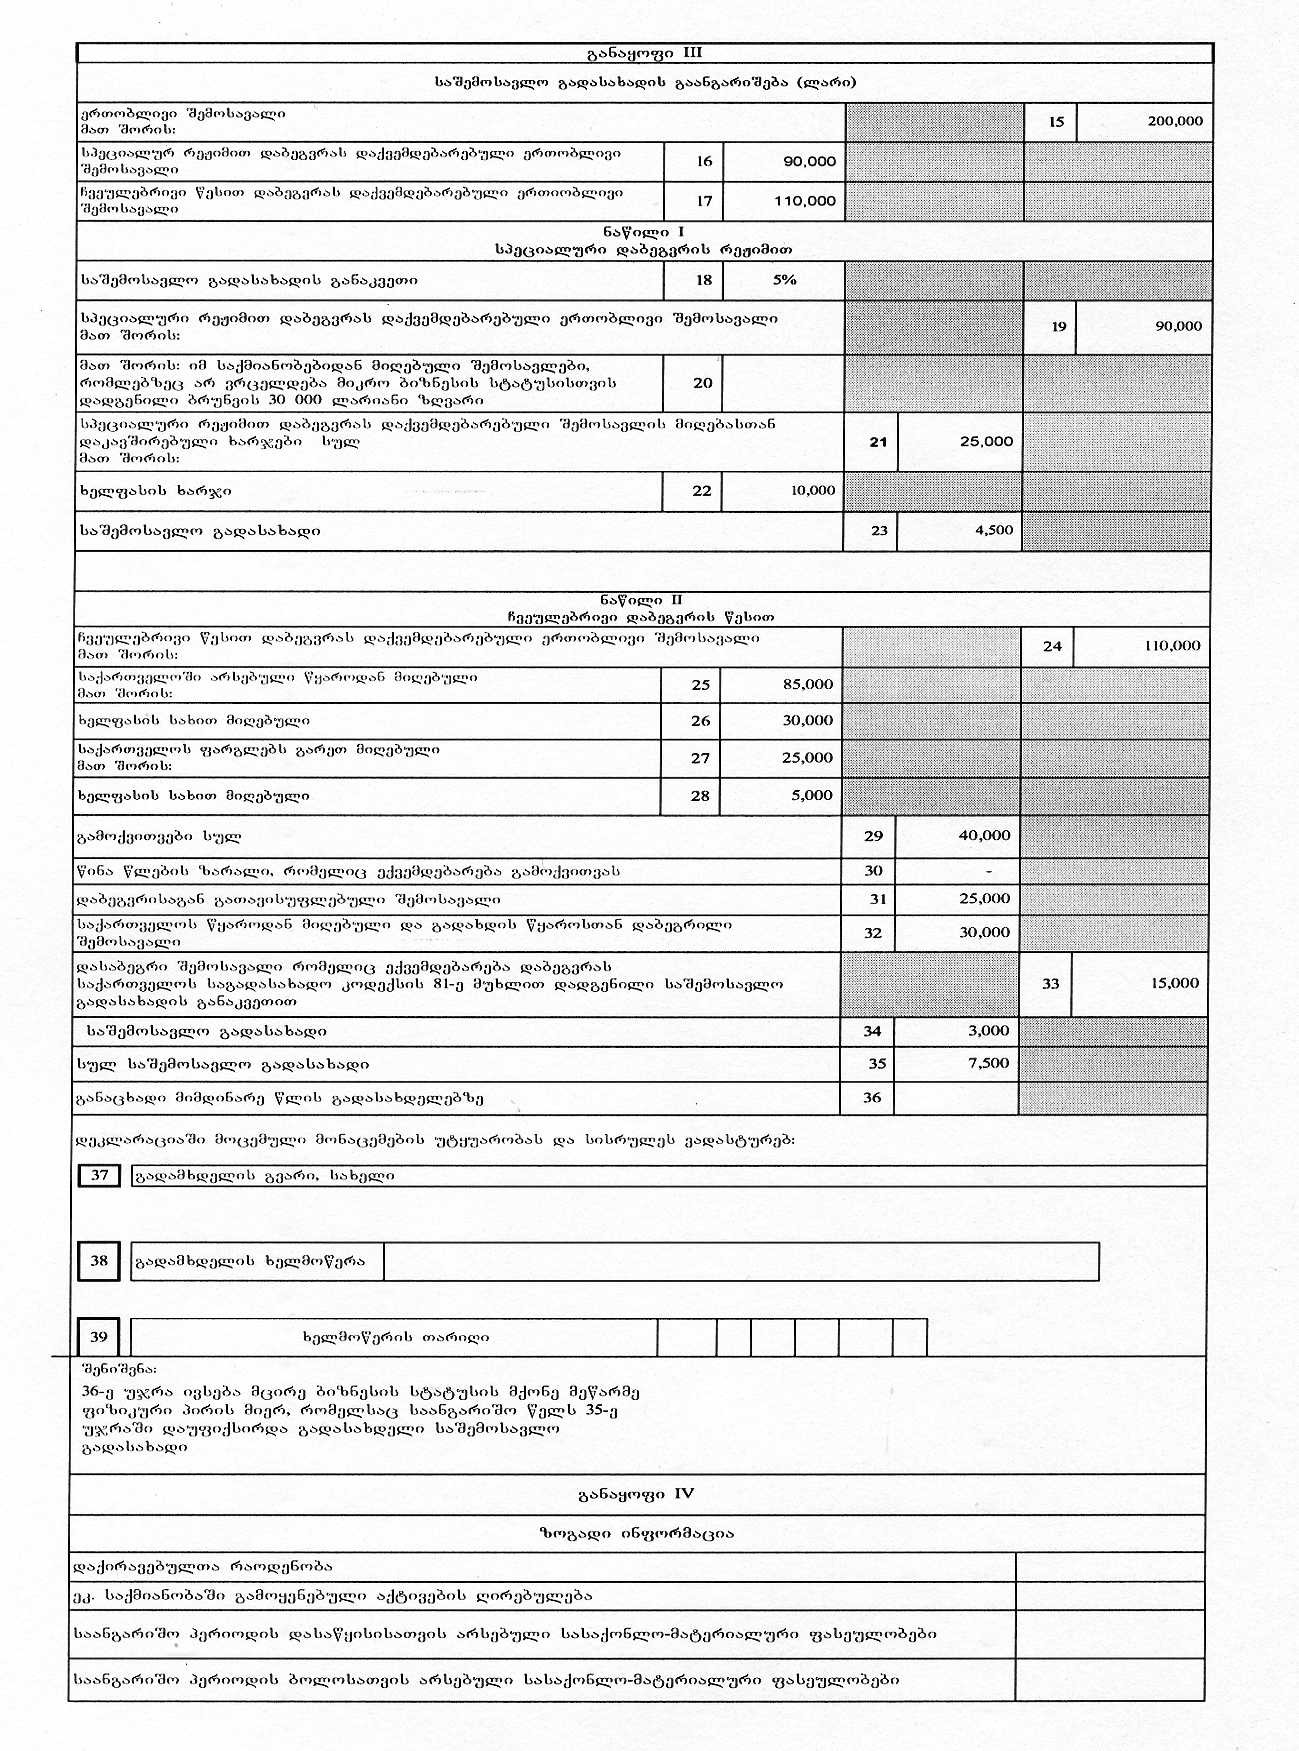 განაყოფი III
საშემოსავლო გადასახადის გაანგარიშება (ლარი)
ერთობლივი შემოსავალი
მათ შორის:
15 200,000
სპეციალურ რეჟიმით დაბეგვრას დაქვემდებარებული ერთობლივი
შემოსავალი
16 90,000
ჩვეულებრივი წესით დაბეგვრას დაქვემდებარებული ერთიობლივი
შემოსავალი
17 110,000
ნაწილი I
სპეციალური დაბეგვრის რეჟიმით
საშემოსავლო გადასახადის განაკვეთი 18 5%
სპეციალური რეჟიმით დაბეგვრას დაქვემდებარებული ერთობლივი შემოსავალი
მათ შორის:
19 90,000
მათ შორის: იმ საქმიანობებიდან მიღებული შემოსავლები,
რომლებზეც არ ვრცელდება მიკრო ბიზნესის სტატუსისთვის
დადგენილი ბრუნვის 30 000 ლარიანი ზღვარი
20
სპეციალური რეჟიმით დაბეგვრას დაქვემდებარებული შემოსავლის მიღებასთან
დაკავშირებული ხარჯები სულ
მათ შორის:
21 25,000
ხელფასის ხარჯი 22 10,000
საშემოსავლო გადასახადი 23 4,500
ნაწილი II
ჩვეულებრივი დაბეგვრის წესით
ჩვეულებრივი წესით დაბეგვრას დაქვემდებარებული ერთობლივი შემოსავალი
მათ შორის:
24 110,000
საქართველოში არსებული წყაროდან მიღებული
მათ შორის:
25 85,000
ხელფასის სახით მიღებული 26 30,000
საქართველოს ფარგლებს გარეთ მიღებული
მათ შორის:
27 25,000
ხელფასის სახით მიღებული 28 5,000
გამოქვითვები სულ 29 40,000
წინა წლების ზარალი, რომელიც ექვემდებარება გამოქვითვას 30 -
დაბეგვრისაგან გათავისუფლებული შემოსავალი 31 25,000
საქართველოს წყაროდან მიღებული და გადახდის წყაროსთან დაბეგრილი
შემოსავალი
32 30,000
დასაბეგრი შემოსავალი რომელიც ექვემდებარება დაბეგვრას
საქართველოს საგადასახადო კოდექსის 81-ე მუხლით დადგენილი საშემოსავლო
გადასახადის განაკვეთით
33 15,000
საშემოსავლო გადასახადი 34 3,000
სულ საშემოსავლო გადასახადი 35 7,500
განაცხადი მიმდინარე წლის გადასახდელებზე 36
დეკლარაციაში მოცემული მონაცემების უტყუარობას და სისრულეს ვადასტურებ:
37 გადამხდელის გვარი, სახელი
38 გადამხდელის ხელმოწერა
39 ხელმოწერის თარიღი
შენიშვნა:
36-ე უჯრა ივსება მცირე ბიზნესის სტატუსის მქონე მეწარმე
ფიზიკური პირის მიერ, რომელსაც საანგარიშო წელს 35-ე
უჯრაში დაუფიქსირდა გადასახდელი საშემოსავლო
გადასახადი
განაყოფი IV
ზოგადი ინფორმაცია
დაქირავებულთა რაოდენობა
ეკ. საქმიანობაში გამოყენებული აქტივების ღირებულება
საანგარიშო პერიოდის დასაწყისისათვის არსებული სასაქონლო-მატერიალური ფასეულობები
საანგარიშო პერიოდის ბოლოსათვის არსებული სასაქონლო-მატერიალური ფასეულობები